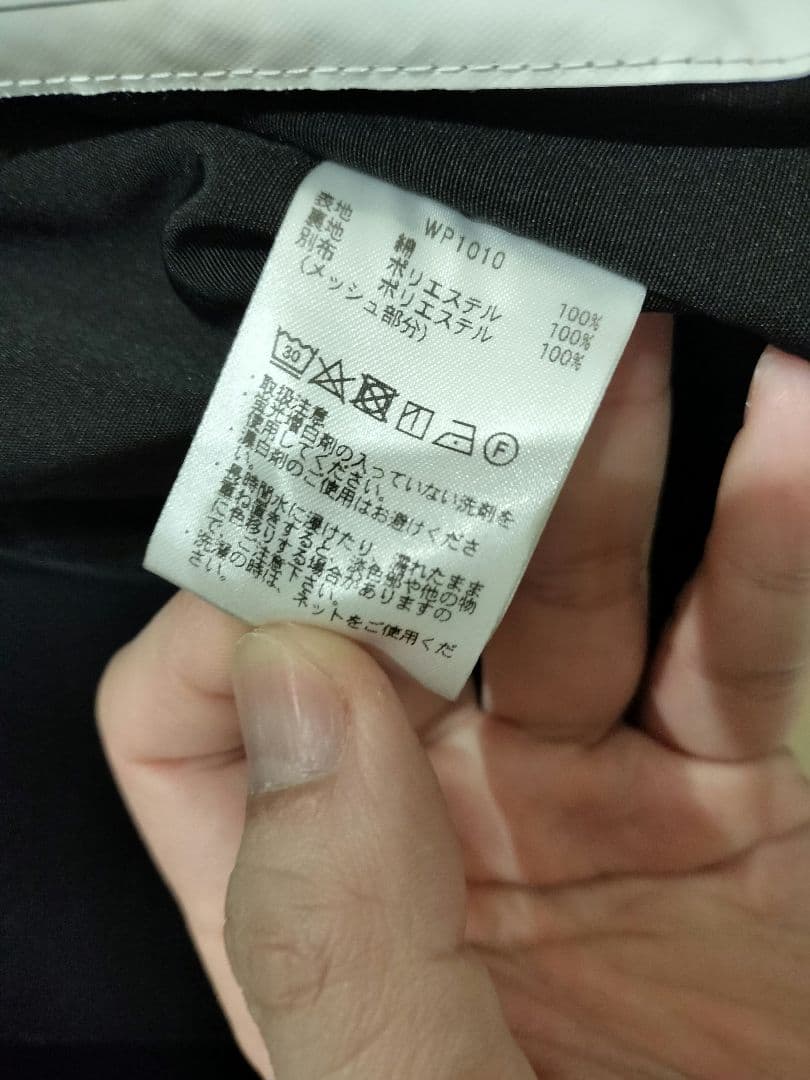 WP1010
表地 綿 100%
裏地 ポリエステル 100%
別布 ポリエステル 100%
(メッシュ部分)
30 F
・取扱注意
・蛍光増白剤の入っていない洗剤を
使用してください。
・漂白剤のご使用はお避けくださ
い。
・長時間水に浸けたり、濡れたまま
重ね置きすると、淡色部や他の物
に色移りする場合がありますの
で、ご注意下さい。
・洗濯の時は、ネットをご使用くだ
さい。